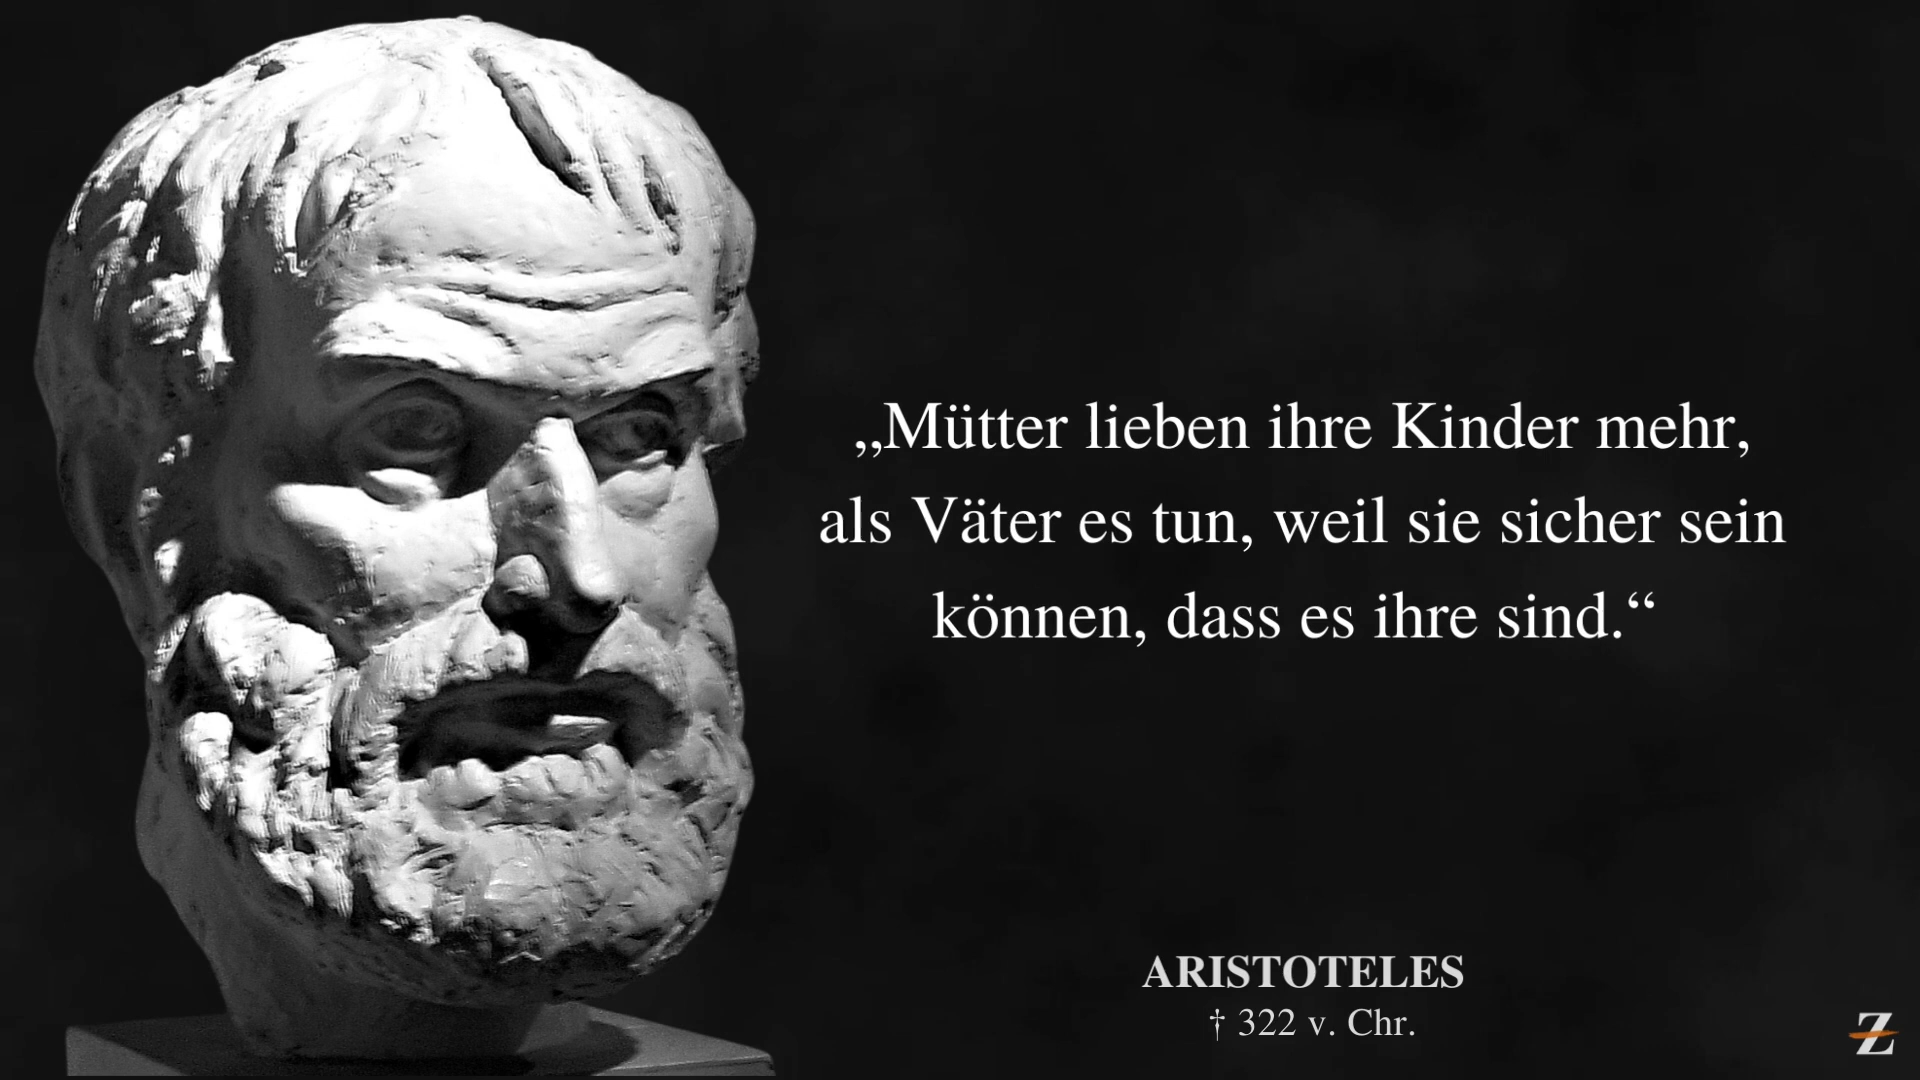 „Mütter lieben ihre Kinder mehr,
als Väter es tun, weil sie sicher sein
können, dass es ihre sind.“
ARISTOTELES
† 322 v. Chr.
Z